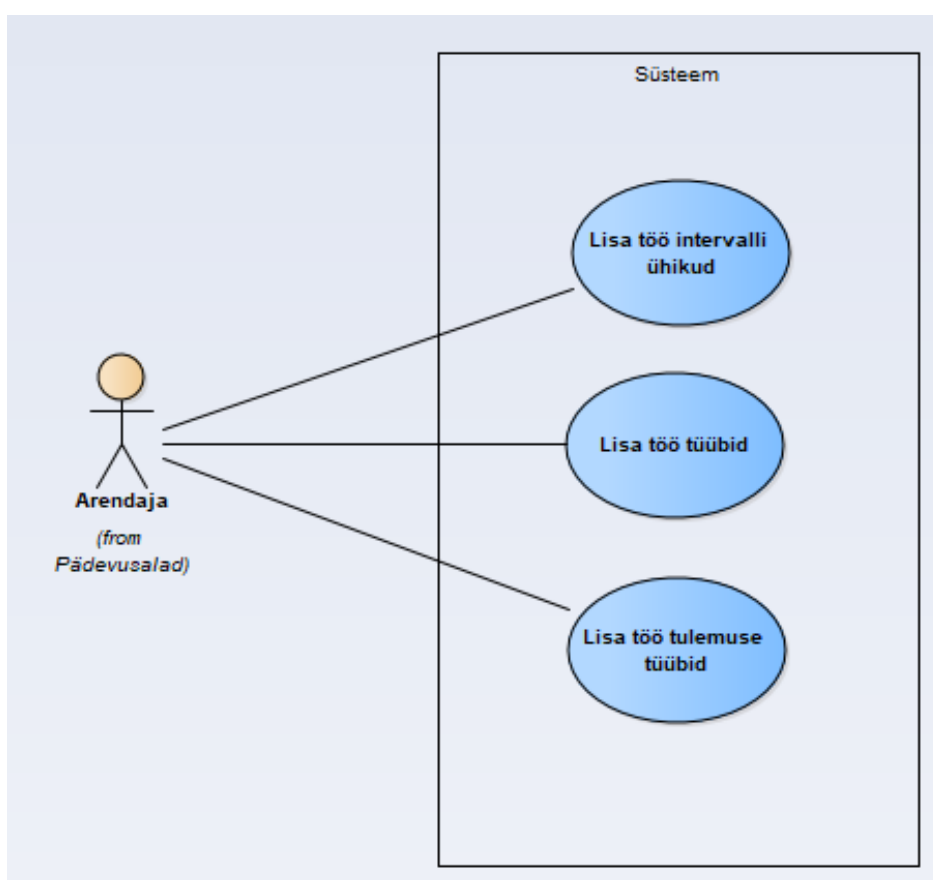 Süsteem
Lisa töö intervalli
ühikud
Lisa töö tüübid
Arendaja
(from
Pädevusalad)
Lisa töö tulemuse
tüübid